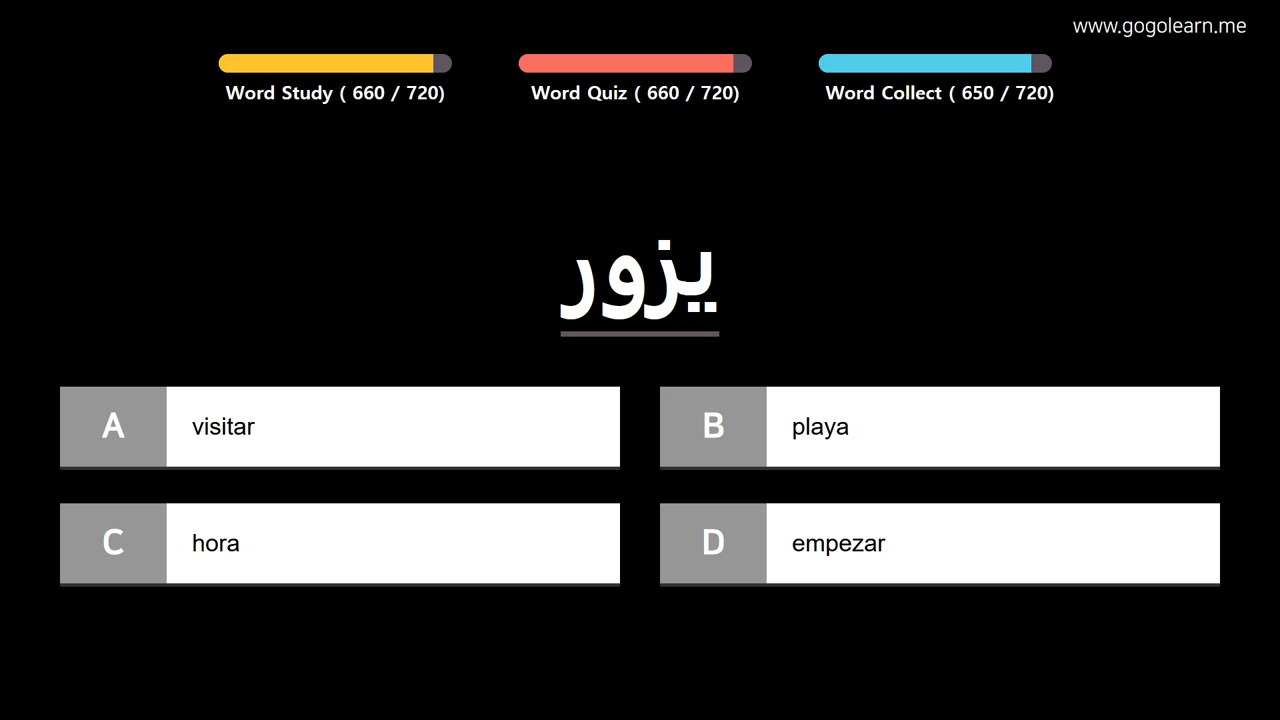 www.gogolearn.me
Word Study ( 660 / 720)
Word Quiz ( 660 / 720)
Word Collect ( 650 / 720)
يزور
A visitar
B playa
C hora
D empezar